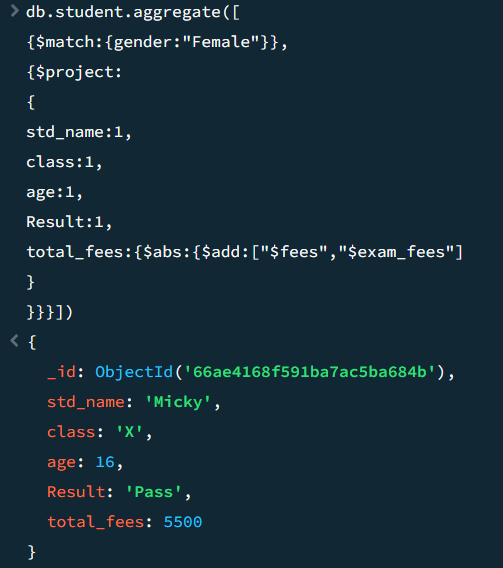 > db.student.aggregate([
{$match:{gender:"Female"}},
{$project:
{
std_name:1,
class:1,
age:1,
Result:1,
total_fees:{$abs:{$add:["$fees","$exam_fees"]
}
}}}])
< {
_id: ObjectId('66ae4168f591ba7ac5ba684b'),
std_name: 'Micky',
class: 'X',
age: 16,
Result: 'Pass',
total_fees: 5500
}